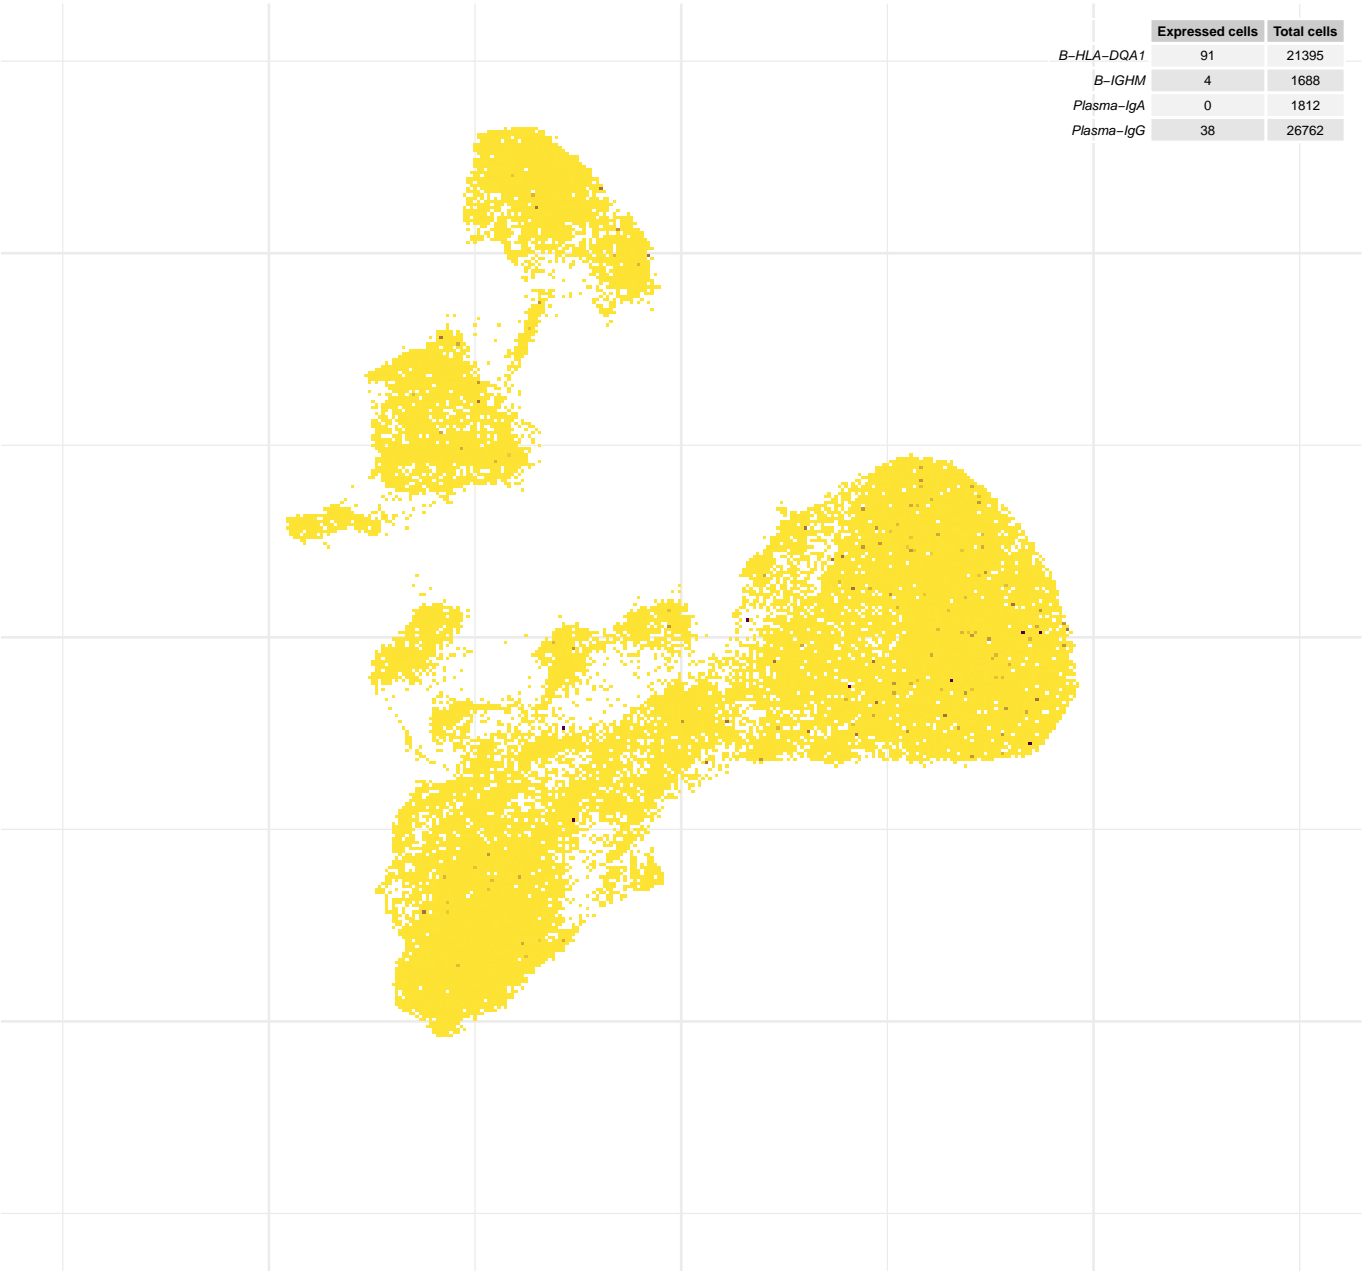 Expressed cells Total cells
B−HLA−DQA1 91 21395
B−IGHM 4 1688
Plasma−IgA 0 1812
Plasma−IgG 38 26762